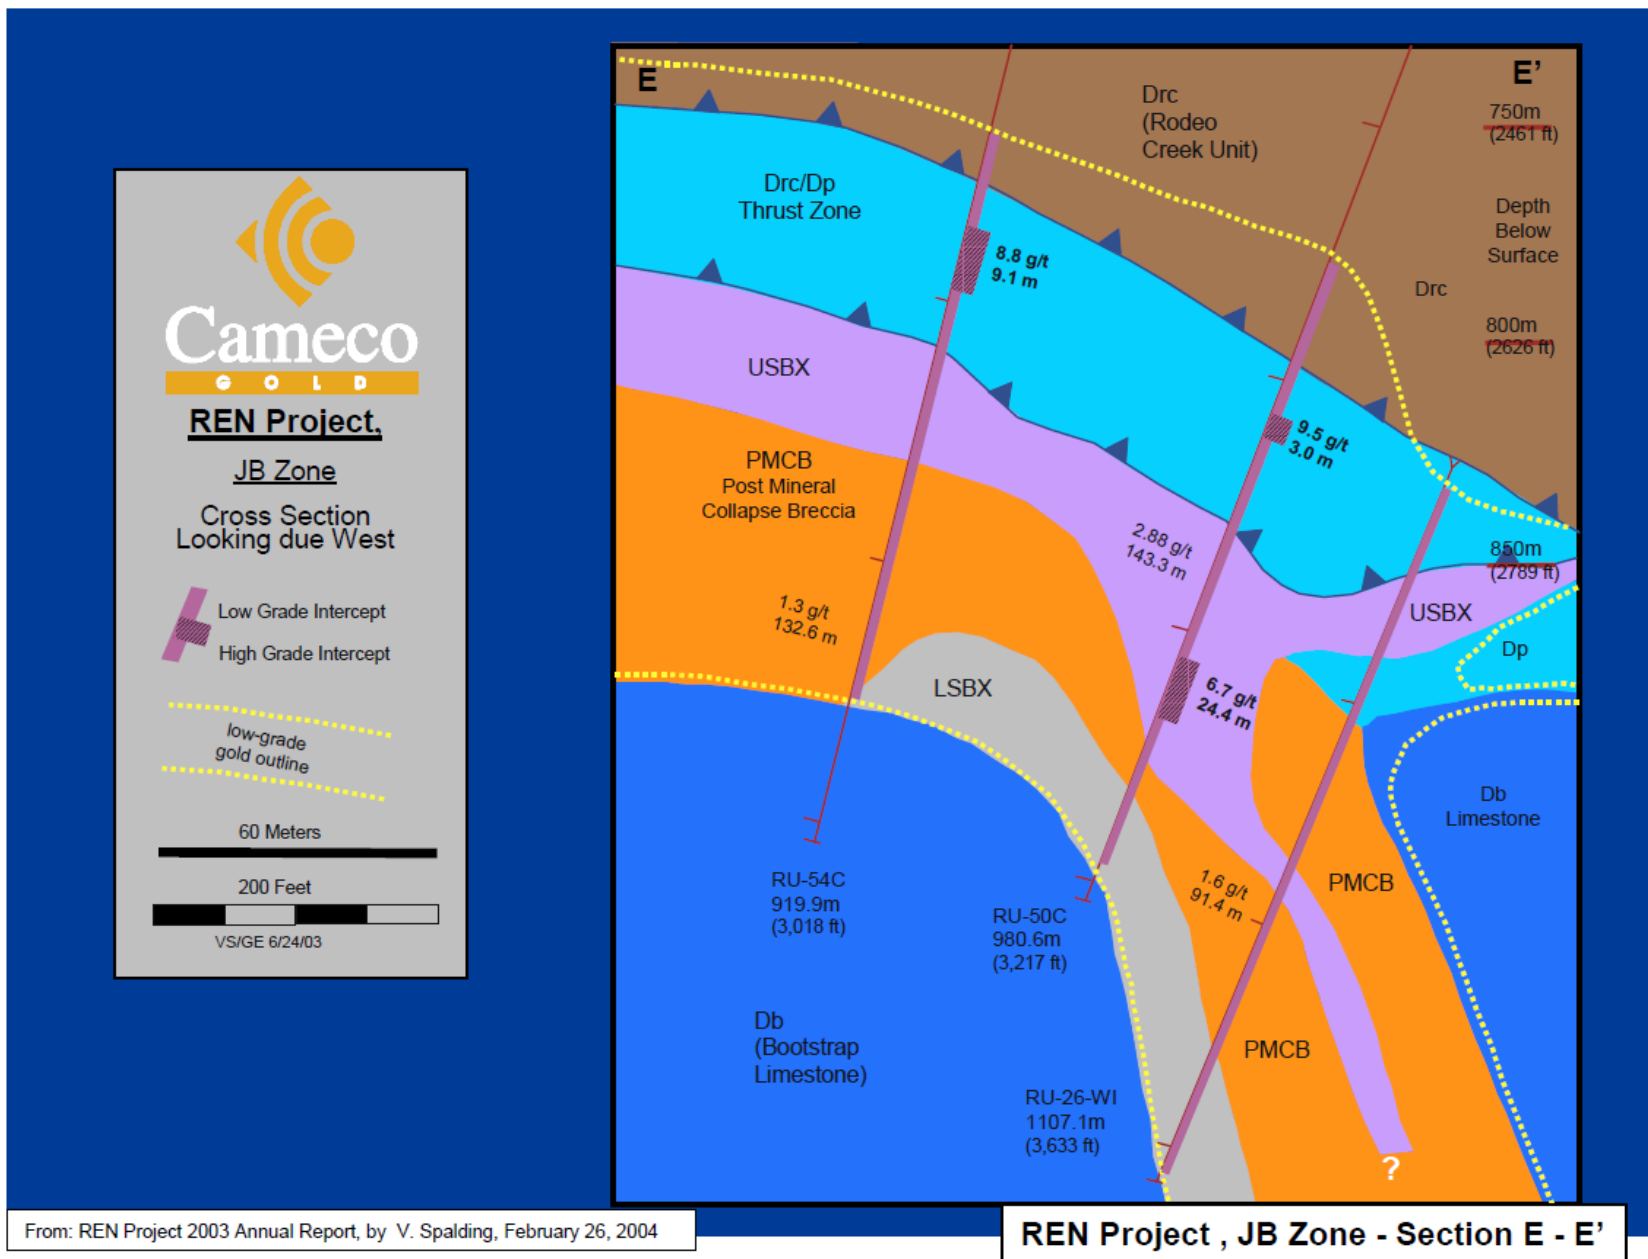 Cameco
GOLD
REN Project,
JB Zone
Cross Section
Looking due West
Low Grade Intercept
High Grade Intercept
low-grade
gold outline
60 Meters
200 Feet
VS/GE 6/24/03
E
E’
Drc
(Rodeo
Creek Unit)
750m
(2461 ft)
Drc/Dp
Thrust Zone
Depth
Below
Surface
8.8 g/t
9.1 m
Drc
800m
(2626 ft)
USBX
9.5 g/t
3.0 m
PMCB
Post Mineral
Collapse Breccia
2.88 g/t
143.3 m
850m
(2789 ft)
1.3 g/t
132.6 m
USBX
Dp
LSBX
6.7 g/t
24.4 m
Db
Limestone
RU-54C
919.9m
(3,018 ft)
1.6 g/t
91.4 m
PMCB
RU-50C
980.6m
(3,217 ft)
Db
(Bootstrap
Limestone)
PMCB
RU-26-WI
1107.1m
(3,633 ft)
?
From: REN Project 2003 Annual Report, by V. Spalding, February 26, 2004
REN Project , JB Zone - Section E - E’